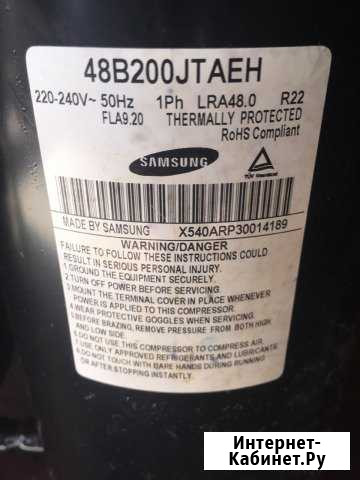 48B200JTAEH
220-240V~ 50Hz 1Ph LRA48.0 R22
FLA9.20 THERMALLY PROTECTED
RoHS Compliant
SAMSUNG
MADE BY SAMSUNG X540ARP30014189
WARNING/DANGER
FAILURE TO FOLLOW THESE INSTRUCTIONS COULD
RESULT IN SERIOUS PERSONAL INJURY.
1.GROUND THE EQUIPMENT SECURELY.
2.TURN OFF POWER BEFORE SERVICING.
3.MOUNT THE TERMINAL COVER IN PLACE BEFORE
POWER IS APPLIED TO THIS COMPRESSOR.
4.WEAR PROTECTIVE GOGGLES WHEN SERVICING.
5.BEFORE BRAZING, REMOVE PRESSURE FROM BOTH HIGH
AND LOW SIDE.
6.DO NOT USE THIS COMPRESSOR TO COMPRESS AIR.
7.USE ONLY APPROVED REFRIGERANTS AND LUBRICANTS
8.DO NOT TOUCH WITH BARE HANDS DURING RUNNING
OR AFTER STOPPING
Интернет-
Кабинет.Ру